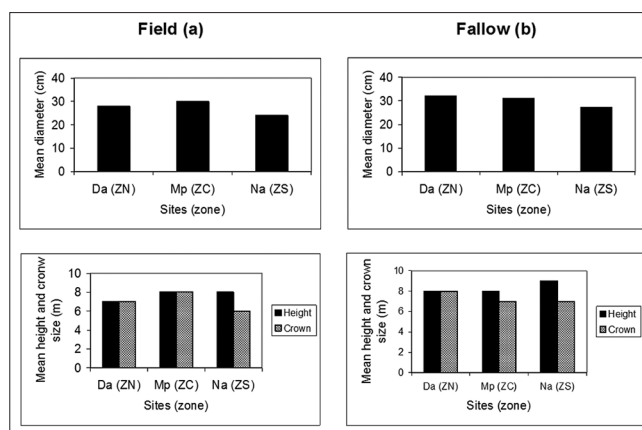 Field (a)
Fallow (b)
Mean diameter (cm)
40
30
20
10
0
Da (ZN) Mp (ZC) Na (ZS)
Sites (zone)
Mean diameter (cm)
40
30
20
10
0
Da (ZN) Mp (ZC) Na (ZS)
Sites (zone)
Mean height and cronw
size (m)
10
8
6
4
2
0
Da (ZN) Mp (ZC) Na (ZS)
Sites (zone)
Height
Crown
Mean height and crown
size (m)
10
8
6
4
2
0
Da (ZN) Mp (ZC) Na (ZS)
Sites (zone)
Height
Crown